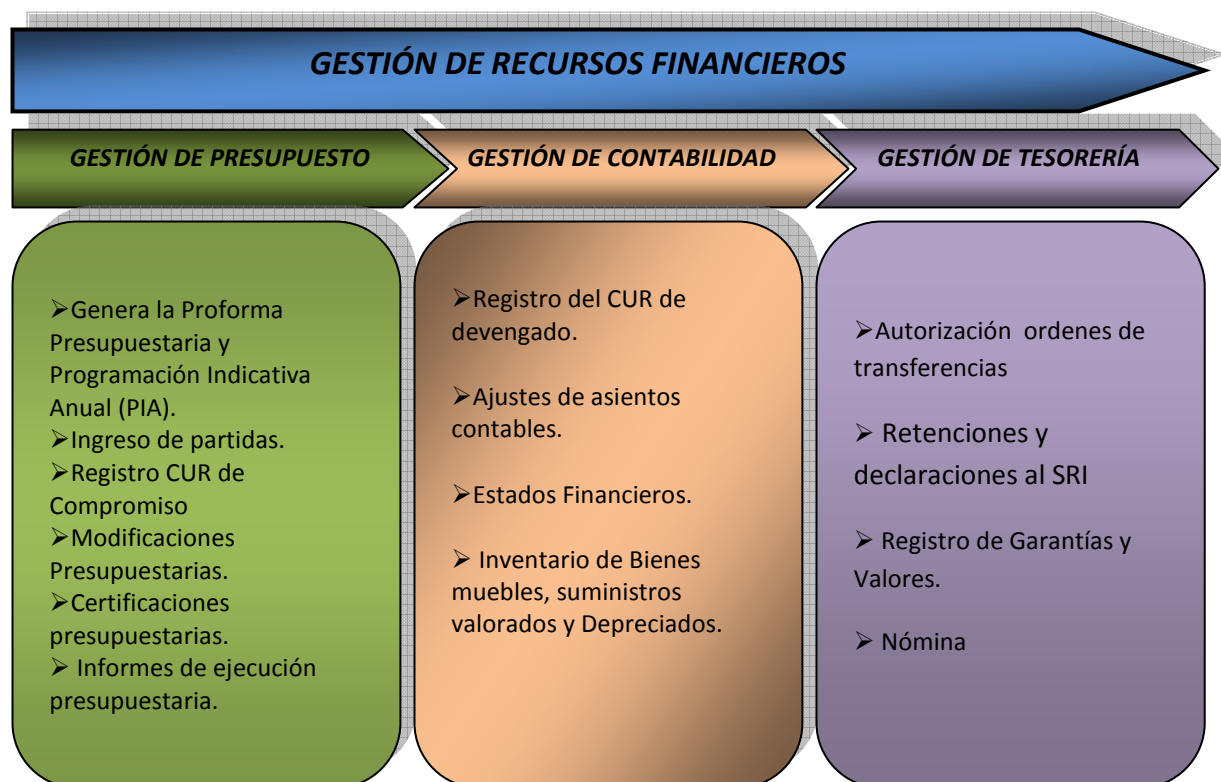 GESTIÓN DE RECURSOS FINANCIEROS
GESTIÓN DE PRESUPUESTO
GESTIÓN DE CONTABILIDAD
GESTIÓN DE TESORERÍA
➢Genera la Proforma
Presupuestaria y
Programación Indicativa
Anual (PIA).
➢Ingreso de partidas.
➢Registro CUR de
Compromiso
➢Modificaciones
Presupuestarias.
➢Certificaciones
presupuestarias.
➢ Informes de ejecución
presupuestaria.
➢Registro del CUR de
devengado.
➢Ajustes de asientos
contables.
➢Estados Financieros.
➢ Inventario de Bienes
muebles, suministros
valorados y Depreciados.
➢Autorización ordenes de
transferencias
➢ Retenciones y
declaraciones al SRI
➢ Registro de Garantías y
Valores.
➢ Nómina